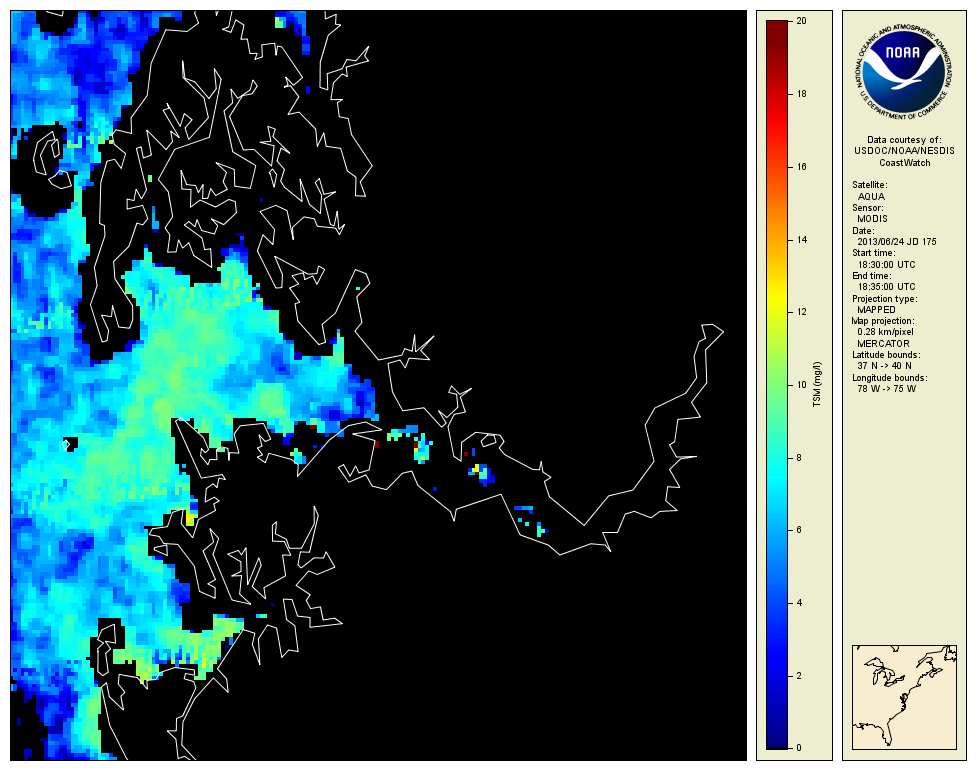 20
18
16
14
12
10
8
6
4
2
0
TSM (mg/l)
NATIONAL OCEANIC AND ATMOSPHERIC ADMINISTRATION
NOAA
U.S. DEPARTMENT OF COMMERCE
Data courtesy of:
USDOC/NOAA/NESDIS
CoastWatch
Satellite:
AQUA
Sensor:
MODIS
Date:
2013/06/24 JD 175
Start time:
18:30:00 UTC
End time:
18:35:00 UTC
Projection type:
MAPPED
Map projection:
0.28 km/pixel
MERCATOR
Latitude bounds:
37 N -> 40 N
Longitude bounds:
78 W -> 75 W